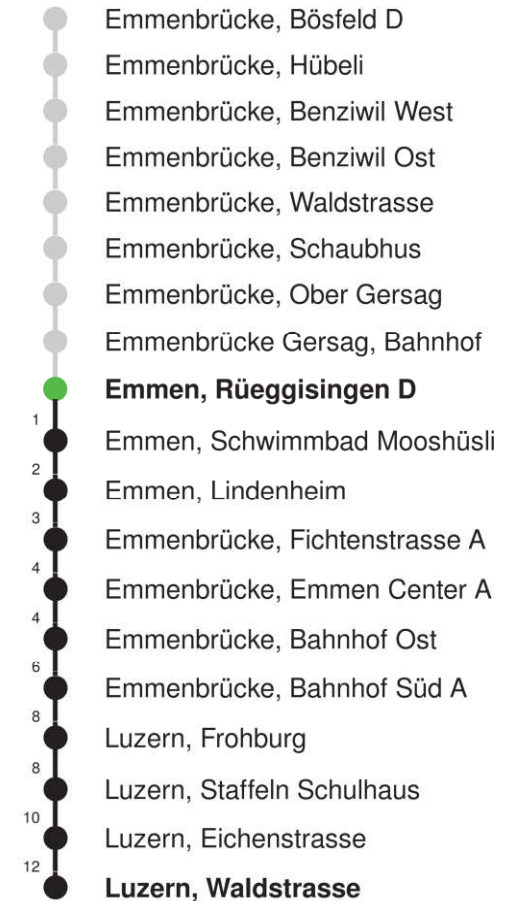 Emmenbrücke, Bösfeld D
Emmenbrücke, Hübeli
Emmenbrücke, Benziwil West
Emmenbrücke, Benziwil Ost
Emmenbrücke, Waldstrasse
Emmenbrücke, Schaubhus
Emmenbrücke, Ober Gersag
Emmenbrücke Gersag, Bahnhof
Emmen, Rüeggisingen D
1 Emmen, Schwimmbad Mooshüsli
2 Emmen, Lindenheim
3 Emmenbrücke, Fichtenstrasse A
4 Emmenbrücke, Emmen Center A
4 Emmenbrücke, Bahnhof Ost
6 Emmenbrücke, Bahnhof Süd A
8 Luzern, Frohburg
8 Luzern, Staffeln Schulhaus
10 Luzern, Eichenstrasse
12 Luzern, Waldstrasse